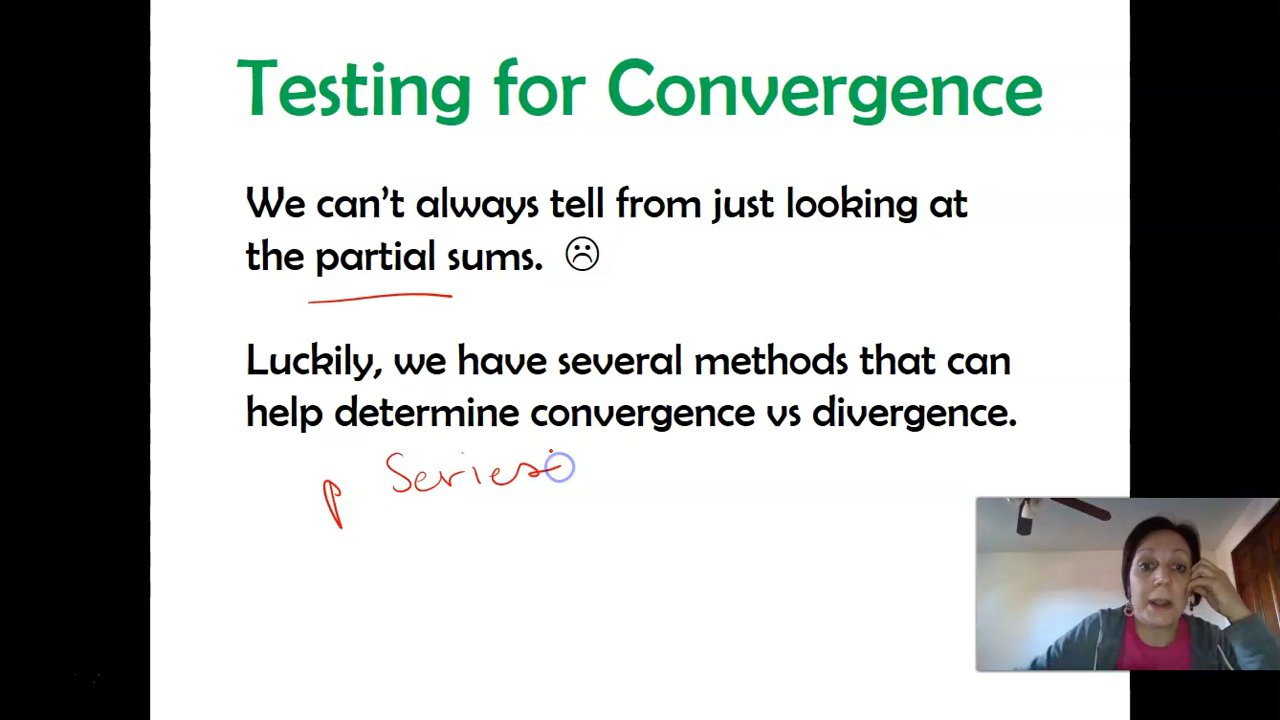 Testing for Convergence
We can't always tell from just looking at
the partial sums. ☹
Luckily, we have several methods that can
help determine convergence vs divergence.
p Series